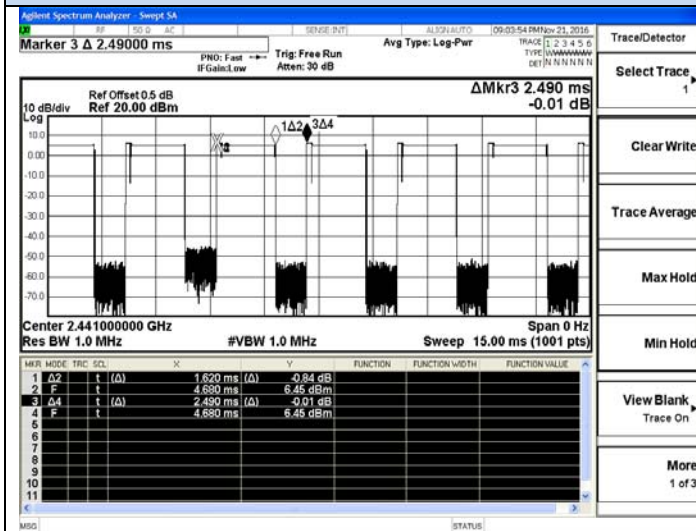 Agilent Spectrum Analyzer - Swept SA
RF 50 Ω AC SENSE:INT ALIGN AUTO 09:03:54 PM Nov 21, 2016
Marker 3 Δ 2.49000 ms
PNO: Fast
IFGain:Low
Trig: Free Run
Atten: 30 dB
Avg Type: Log-Pwr
TRACE 1 2 3 4 5 6
TYPE
DET N N N N N N
Ref Offset 0.5 dB
Ref 20.00 dBm
10 dB/div
Log
ΔMkr3 2.490 ms
-0.01 dB
1Δ2 3Δ4
10.0
0.00
-10.0
-20.0
-30.0
-40.0
-50.0
-60.0
-70.0
Center 2.441000000 GHz
Span 0 Hz
Res BW 1.0 MHz
#VBW 1.0 MHz
Sweep 15.00 ms (1001 pts)
MKR MODE TRC SCL X Y FUNCTION FUNCTION WIDTH FUNCTION VALUE
1 Δ2 t (Δ) 1.620 ms (Δ) -0.84 dB
2 F t 4.680 ms 6.45 dBm
3 Δ4 t (Δ) 2.490 ms (Δ) -0.01 dB
4 F t 4.680 ms 6.45 dBm
5
6
7
8
9
10
11
MSG
STATUS
Trace/Detector
Select Trace
1
Clear Write
Trace Average
Max Hold
Min Hold
View Blank
Trace On
More
1 of 3